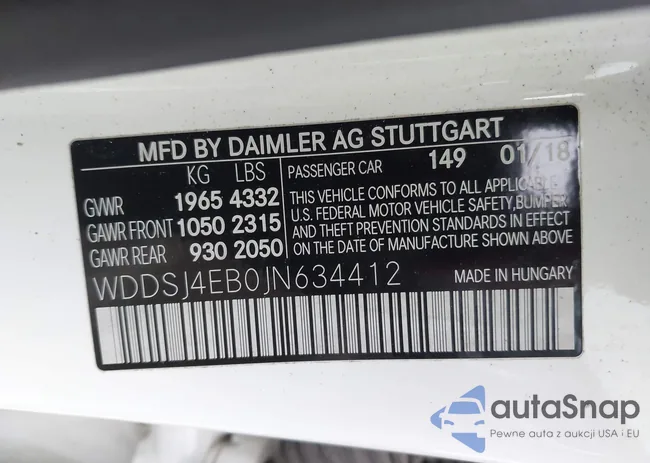 MFD BY DAIMLER AG STUTTGART
KG LBS
GVWR 1965 4332
GAWR FRONT 1050 2315
GAWR REAR 930 2050
PASSENGER CAR 149 01/18
THIS VEHICLE CONFORMS TO ALL APPLICABLE
U.S. FEDERAL MOTOR VEHICLE SAFETY, BUMPER
AND THEFT PREVENTION STANDARDS IN EFFECT
ON THE DATE OF MANUFACTURE SHOWN ABOVE
WDDSJ4EB0JN634412
MADE IN HUNGARY
autaSnap
Pewne auta z aukcji USA i EU